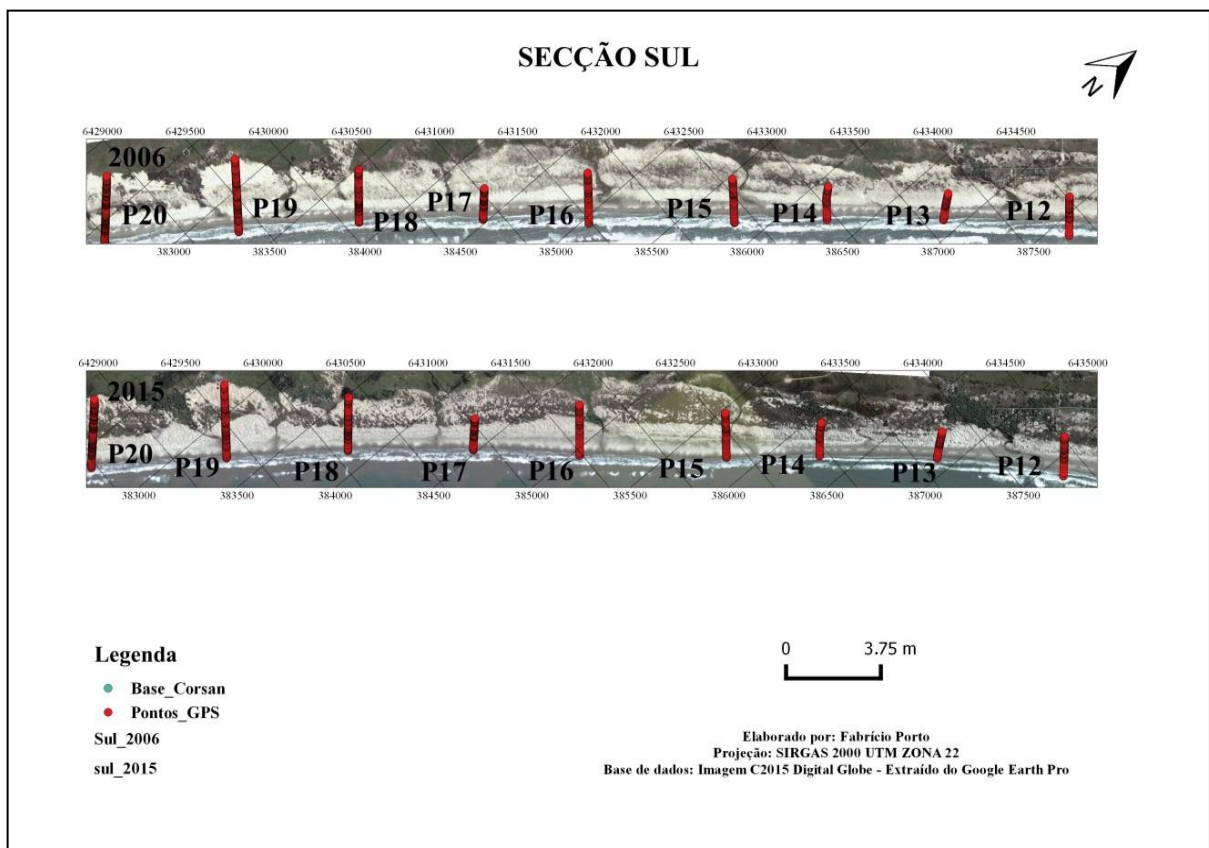 SECÇÃO SUL
N
6429000 6429500 6430000 6430500 6431000 6431500 6432000 6432500 6433000 6433500 6434000 6434500
2006
P20 P19 P18 P17 P16 P15 P14 P13 P12
383000 383500 384000 384500 385000 385500 386000 386500 387000 387500
6429000 6429500 6430000 6430500 6431000 6431500 6432000 6432500 6433000 6433500 6434000 6434500 6435000
2015
P20 P19 P18 P17 P16 P15 P14 P13 P12
383000 383500 384000 384500 385000 385500 386000 386500 387000 387500
Legenda
Base_Corsan
Pontos_GPS
Sul_2006
sul_2015
0 3.75 m
Elaborado por: Fabrício Porto
Projeção: SIRGAS 2000 UTM ZONA 22
Base de dados: Imagem C2015 Digital Globe - Extraído do Google Earth Pro